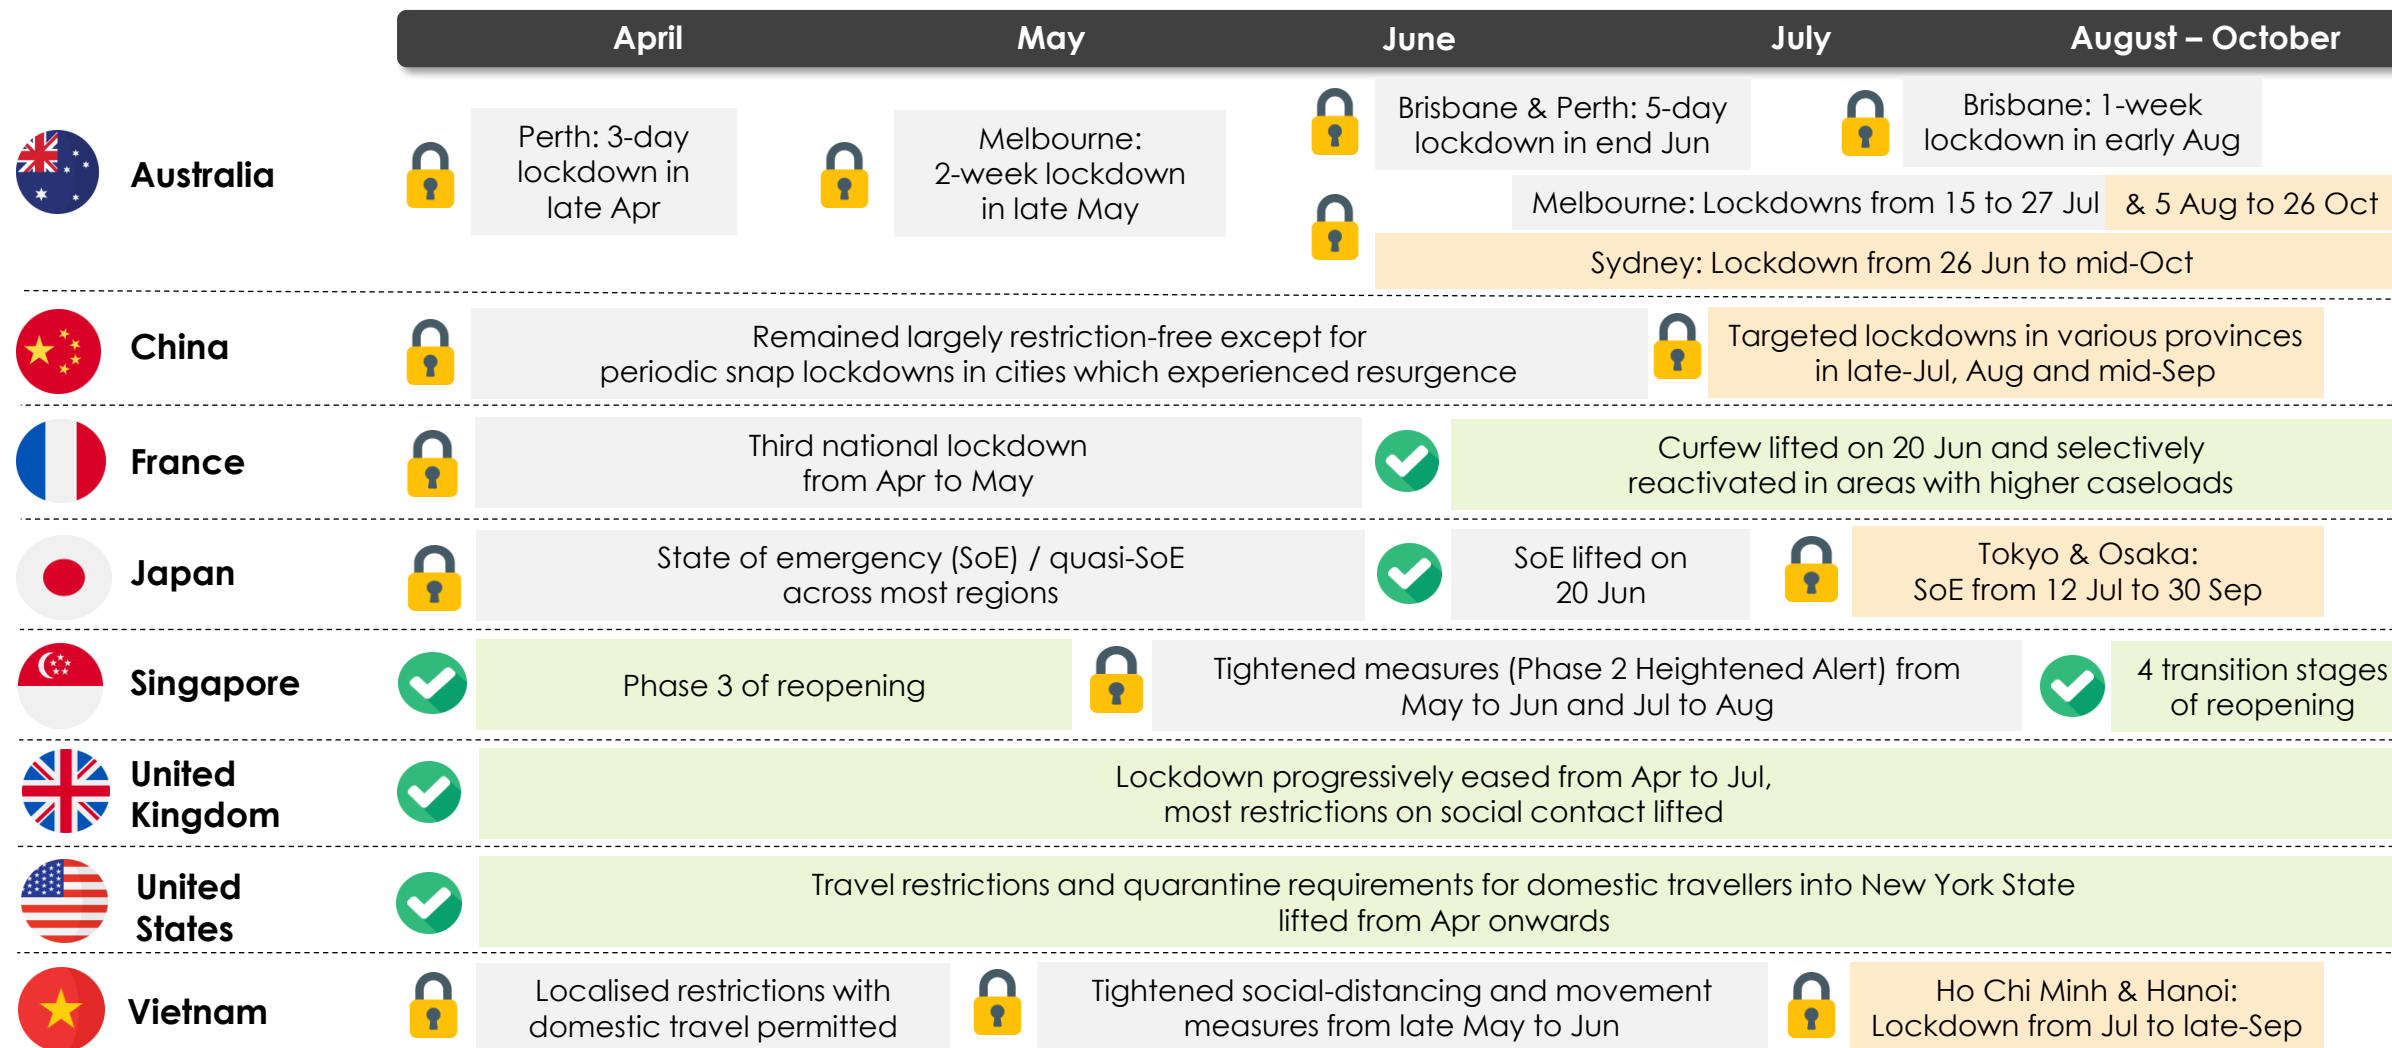 April May June July August – October
Australia
Perth: 3-day
lockdown in
late Apr
Melbourne:
2-week lockdown
in late May
Brisbane & Perth: 5-day
lockdown in end Jun
Brisbane: 1-week
lockdown in early Aug
Melbourne: Lockdowns from 15 to 27 Jul & 5 Aug to 26 Oct
Sydney: Lockdown from 26 Jun to mid-Oct
China
Remained largely restriction-free except for
periodic snap lockdowns in cities which experienced resurgence
Targeted lockdowns in various provinces
in late-Jul, Aug and mid-Sep
France
Third national lockdown
from Apr to May
Curfew lifted on 20 Jun and selectively
reactivated in areas with higher caseloads
Japan
State of emergency (SoE) / quasi-SoE
across most regions
SoE lifted on
20 Jun
Tokyo & Osaka:
SoE from 12 Jul to 30 Sep
Singapore
Phase 3 of reopening
Tightened measures (Phase 2 Heightened Alert) from
May to Jun and Jul to Aug
4 transition stages
of reopening
United
Kingdom
Lockdown progressively eased from Apr to Jul,
most restrictions on social contact lifted
United
States
Travel restrictions and quarantine requirements for domestic travellers into New York State
lifted from Apr onwards
Vietnam
Localised restrictions with
domestic travel permitted
Tightened social-distancing and movement
measures from late May to Jun
Ho Chi Minh & Hanoi:
Lockdown from Jul to late-Sep